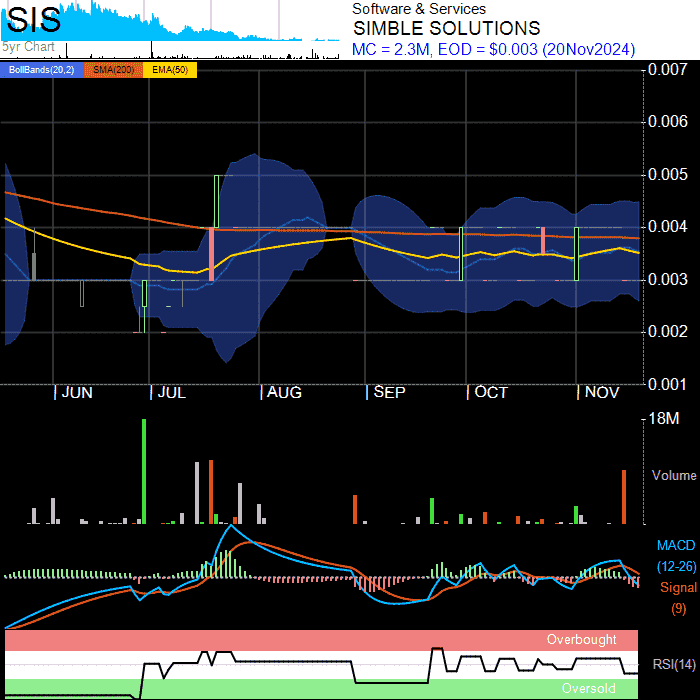 SIS
5yr Chart
Software & Services
SIMBLE SOLUTIONS
MC = 2.3M, EOD = $0.003 (20Nov2024)
BollBands(20,2) SMA(200) EMA(50)
0.007
0.006
0.005
0.004
0.003
0.002
0.001
JUN JUL AUG SEP OCT NOV
18M
Volume
MACD
(12-26)
Signal
(9)
Overbought
RSI(14)
Oversold